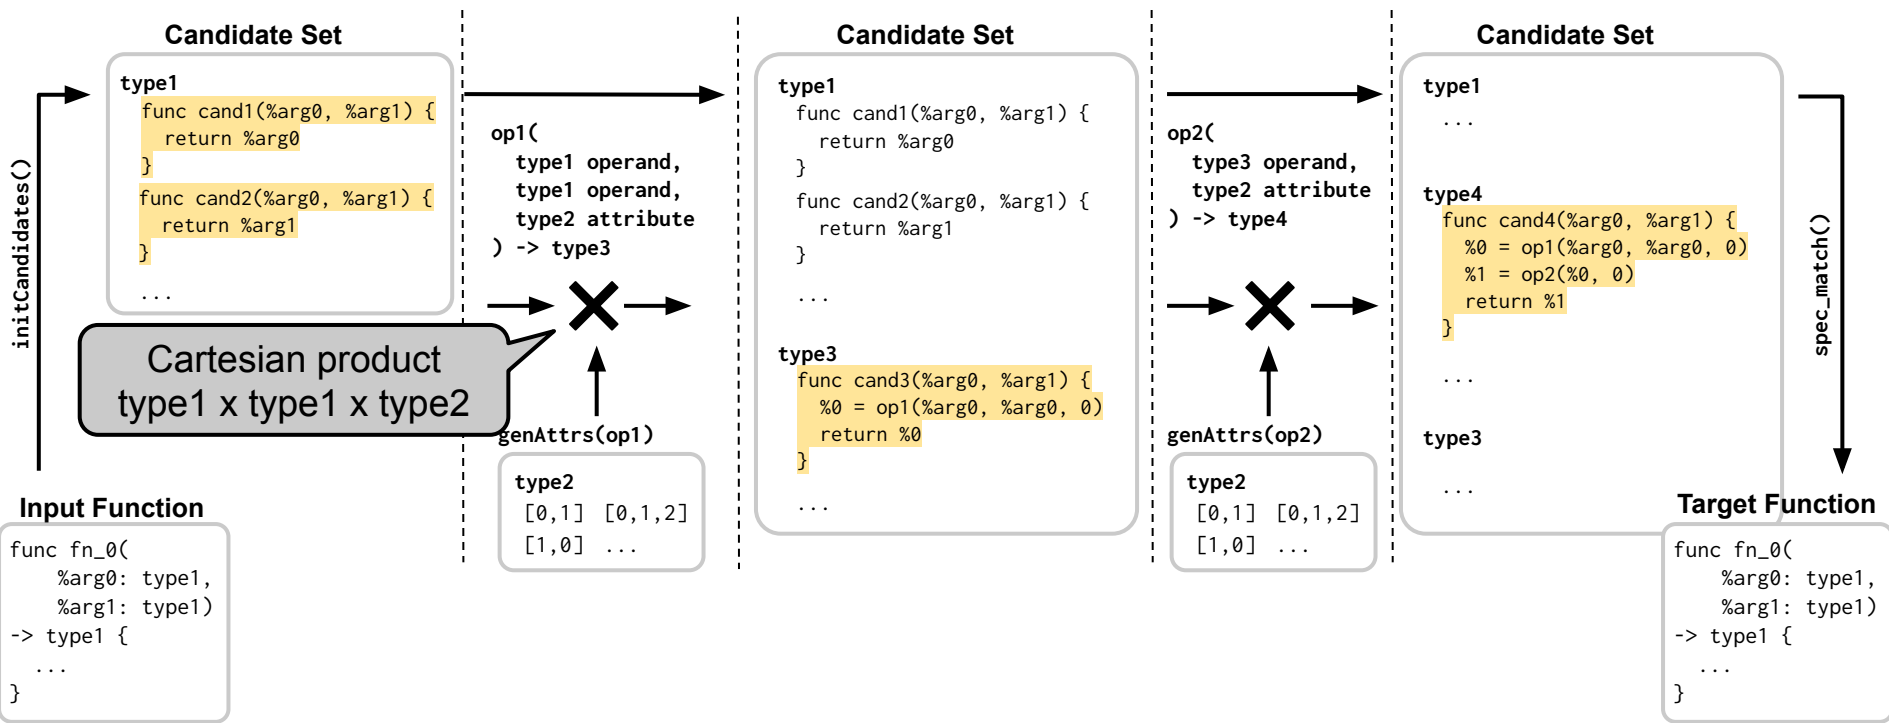 initCandidates()
Input Function
func fn_0(
%arg0: type1,
%arg1: type1)
-> type1 {
...
}
Candidate Set
type1
func cand1(%arg0, %arg1) {
return %arg0
}
func cand2(%arg0, %arg1) {
return %arg1
}
...
Cartesian product
type1 x type1 x type2
op1(
type1 operand,
type1 operand,
type2 attribute
) -> type3
genAttrs(op1)
type2
[0,1] [0,1,2]
[1,0] ...
Candidate Set
type1
func cand1(%arg0, %arg1) {
return %arg0
}
func cand2(%arg0, %arg1) {
return %arg1
}
...
type3
func cand3(%arg0, %arg1) {
%0 = op1(%arg0, %arg0, 0)
return %0
}
...
op2(
type3 operand,
type2 attribute
) -> type4
genAttrs(op2)
type2
[0,1] [0,1,2]
[1,0] ...
Candidate Set
type1
...
type4
func cand4(%arg0, %arg1) {
%0 = op1(%arg0, %arg0, 0)
%1 = op2(%0, 0)
return %1
}
...
type3
...
spec_match()
Target Function
func fn_0(
%arg0: type1,
%arg1: type1)
-> type1 {
...
}